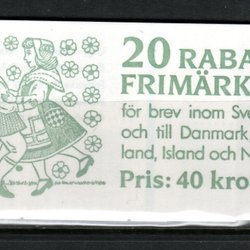 20 RABA
FRIMÄRK
för brev inom Sve
och till Danmark
land, Island och N
Pris: 40 kro